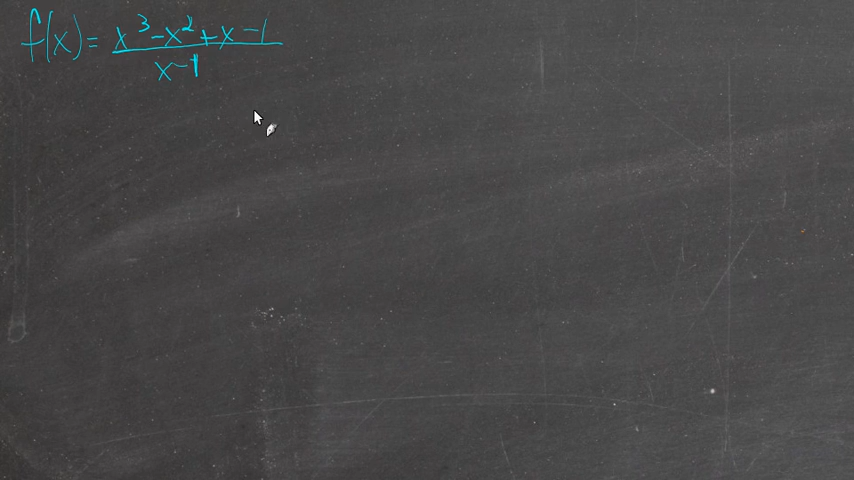 f(x) = x³ - x² + x - 1
x - 1